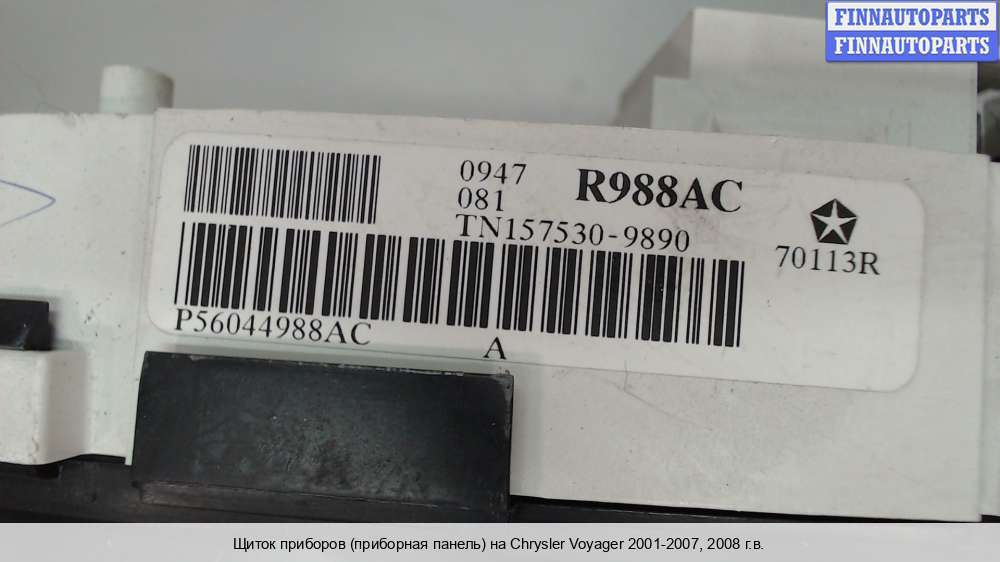 FINNAUTOPARTS
FINNAUTOPARTS
0947
081
R988AC
TN157530-9890
70113R
P56044988AC
A
Щиток приборов (приборная панель) на Chrysler Voyager 2001-2007, 2008 г.в.